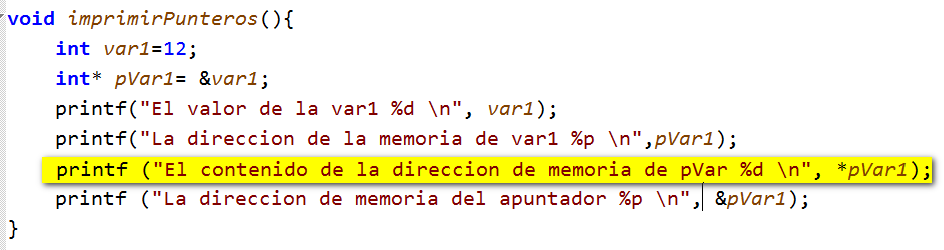 void imprimirPunteros(){
    int var1=12;
    int* pVar1= &var1;
    printf("El valor de la var1 %d \n", var1);
    printf("La direccion de la memoria de var1 %p \n",pVar1);
    printf ("El contenido de la direccion de memoria de pVar %d \n", *pVar1);
    printf ("La direccion de memoria del apuntador %p \n", &pVar1);
}